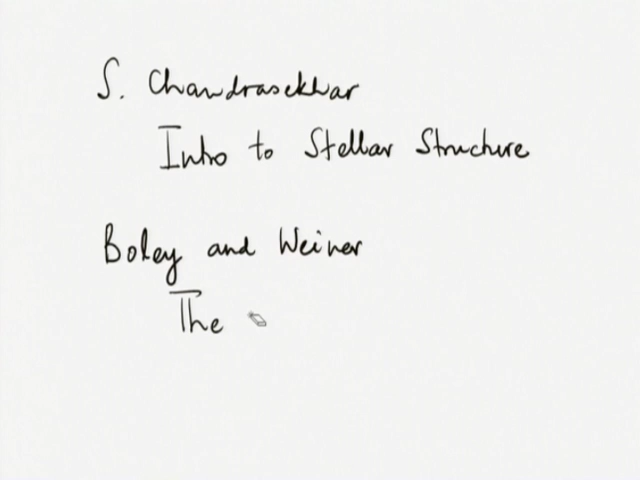 S. Chandrasekhar
Intro to Stellar Structure
Boley and Weiner
The